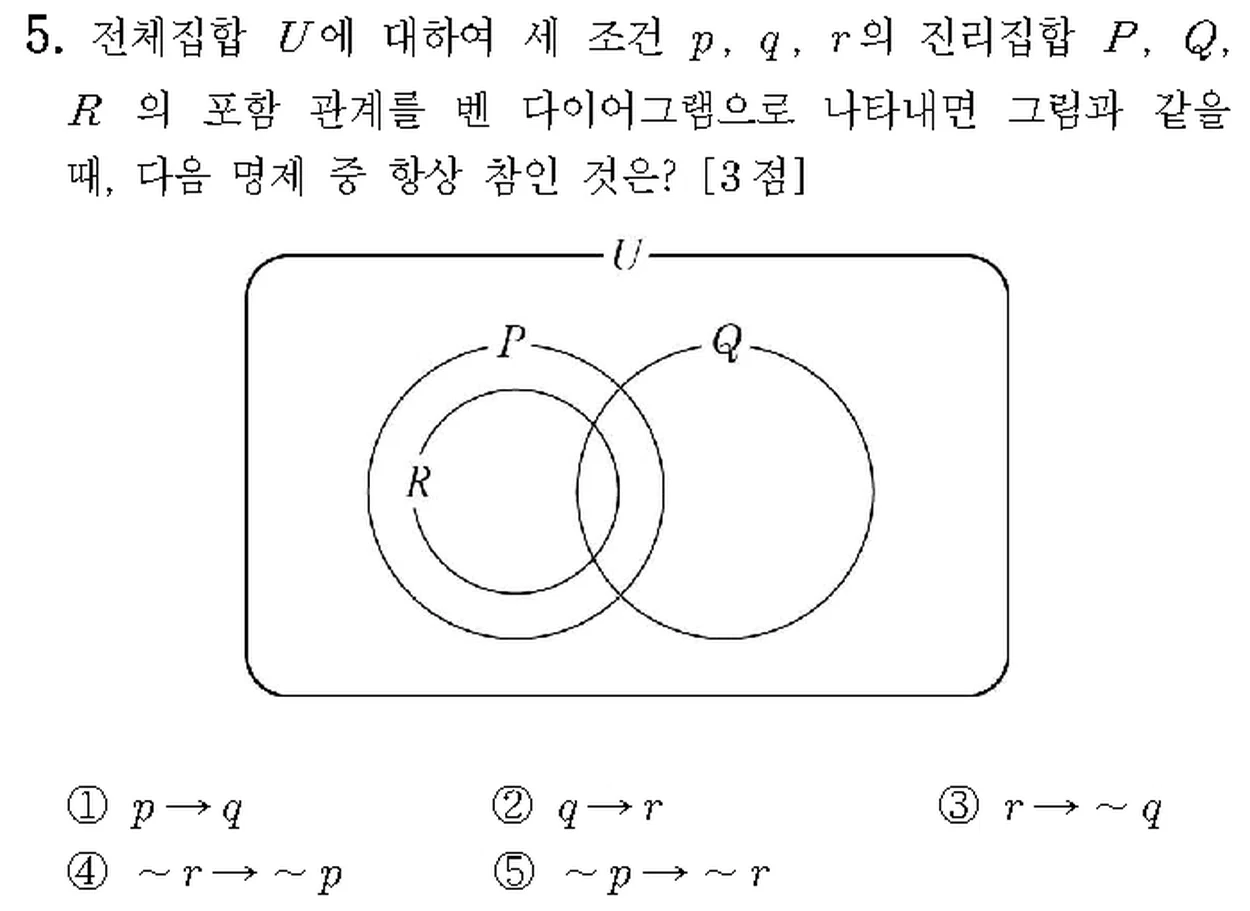 5. 전체집합 U에 대하여 세 조건 p, q, r의 진리집합 P, Q,
R 의 포함 관계를 벤 다이어그램으로 나타내면 그림과 같을
때, 다음 명제 중 항상 참인 것은? [3점]
U
P Q
R
① p → q ② q → r ③ r → ~ q
④ ~ r → ~ p ⑤ ~ p → ~ r